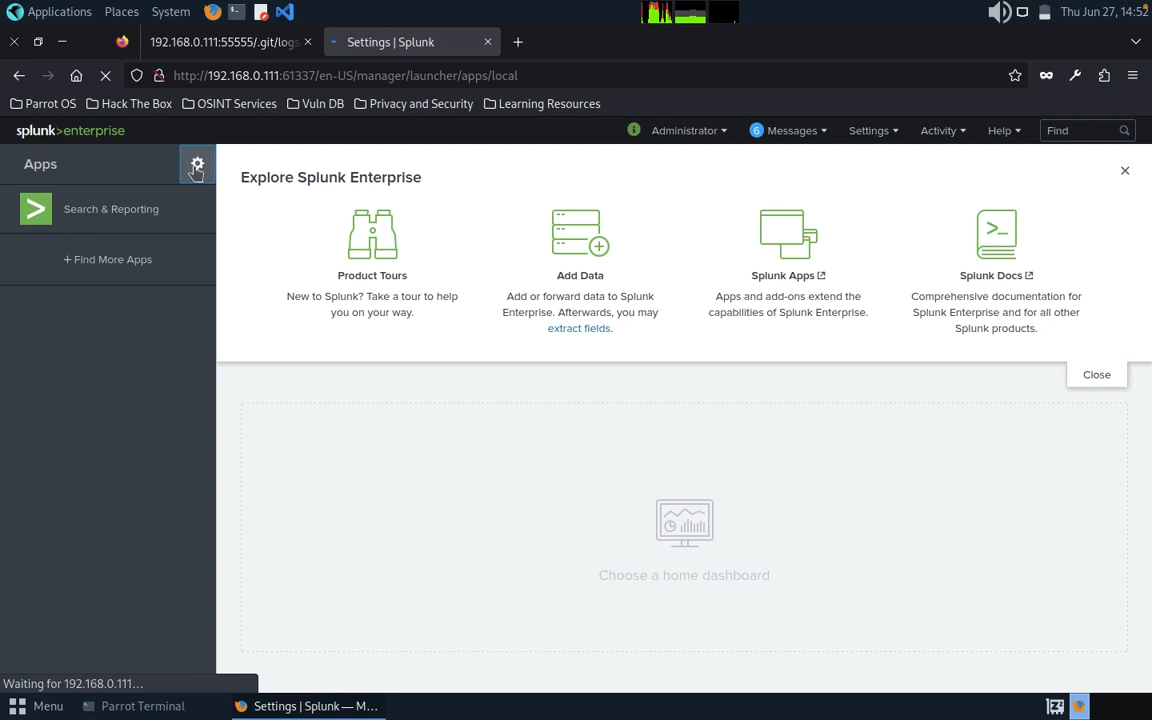 Applications Places System Thu Jun 27, 14:52
192.168.0.111:55555/.git/logs Settings | Splunk
http://192.168.0.111:61337/en-US/manager/launcher/apps/local
Parrot OS Hack The Box OSINT Services Vuln DB Privacy and Security Learning Resources
splunk>enterprise i Administrator 6 Messages Settings Activity Help Find
Apps
Search & Reporting
+ Find More Apps
Explore Splunk Enterprise
Product Tours
New to Splunk? Take a tour to help
you on your way.
Add Data
Add or forward data to Splunk
Enterprise. Afterwards, you may
extract fields.
Splunk Apps
Apps and add-ons extend the
capabilities of Splunk Enterprise.
Splunk Docs
Comprehensive documentation for
Splunk Enterprise and for all other
Splunk products.
Close
Choose a home dashboard
Waiting for 192.168.0.111...
Menu Parrot Terminal Settings | Splunk — M...